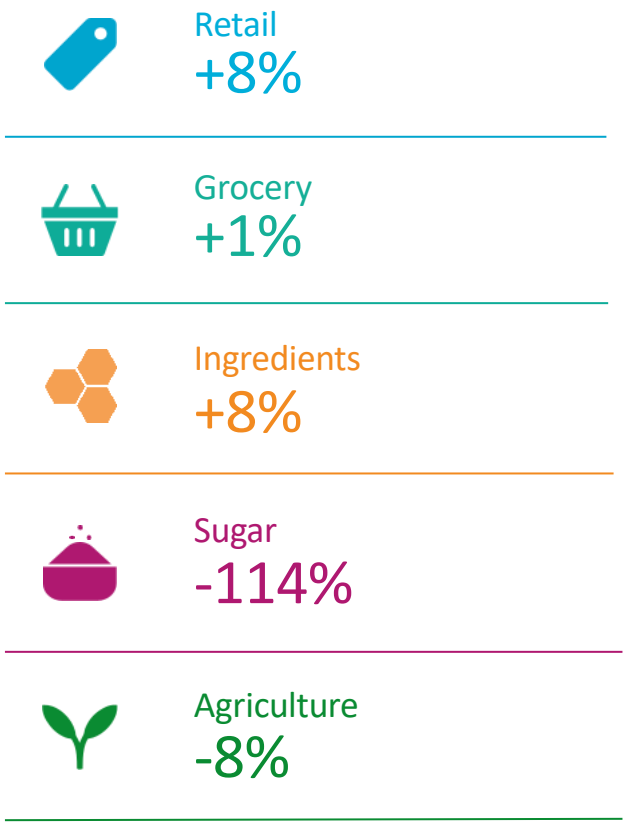 Retail
+8%
Grocery
+1%
Ingredients
+8%
Sugar
-114%
Agriculture
-8%